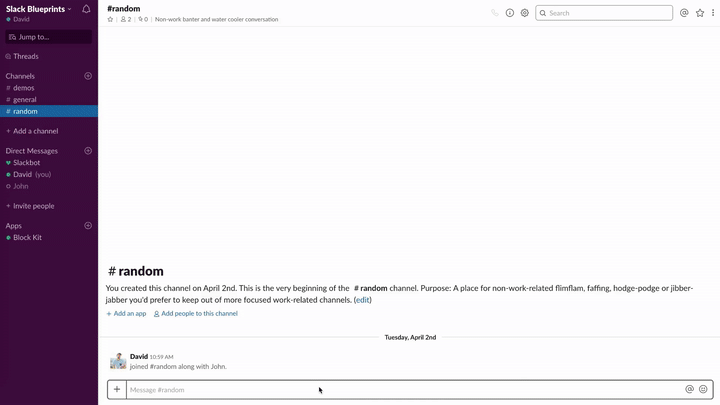 Slack Blueprints
David
Jump to...
Threads
Channels
# demos
# general
# random
+ Add a channel
Direct Messages
Slackbot
David (you)
John
+ Invite people
Apps
Block Kit
#random
2 | 0 | Non-work banter and water cooler conversation
Search
# random
You created this channel on April 2nd. This is the very beginning of the # random channel. Purpose: A place for non-work-related flimflam, faffing, hodge-podge or jibber-
jabber you'd prefer to keep out of more focused work-related channels. (edit)
+ Add an app Add people to this channel
Tuesday, April 2nd
David 10:59 AM
joined #random along with John.
Message #random